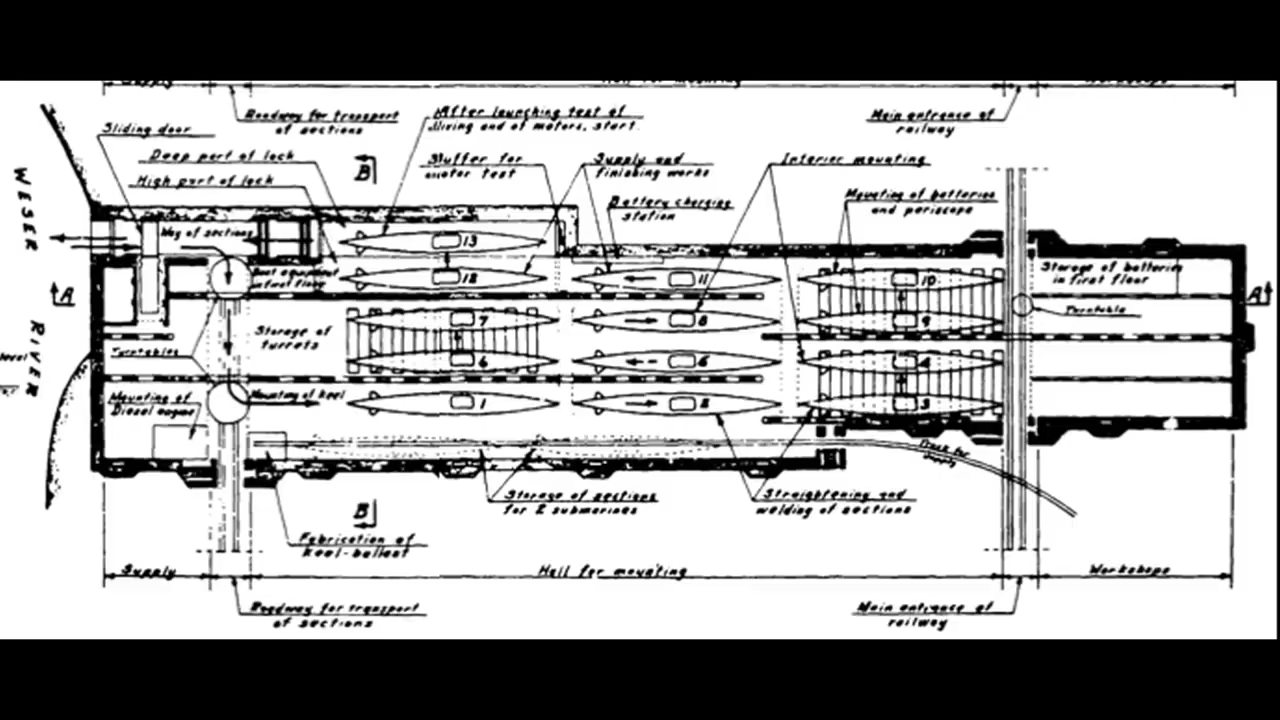 Hall for mounting
Roadway for transport
of sections
After launching test of
diving and of motors, start.
Main entrance of
railway
Sliding door
Deep part of lock
High part of lock
B
for
motor test
Supply and
finishing works
Interior mounting
Battery charging
station
Mounting of batteries
and periscope
WESER
RIVER
Way of sections
13
12
11
10
Boat equipment
in first floor
Storage of batteries
in first floor
A
A
Turntable
7
8
9
Storage of
turrets
Turntables
6
4
Mounting of
Diesel engine
Mounting of keel
1
2
3
Track for
supply
Storage of sections
for 2 submarines
Straightening and
welding of sections
B
Fabrication of
keel-ballast
Supply
Hall for mounting
Workshops
Roadway for transport
of sections
Main entrance of
railway